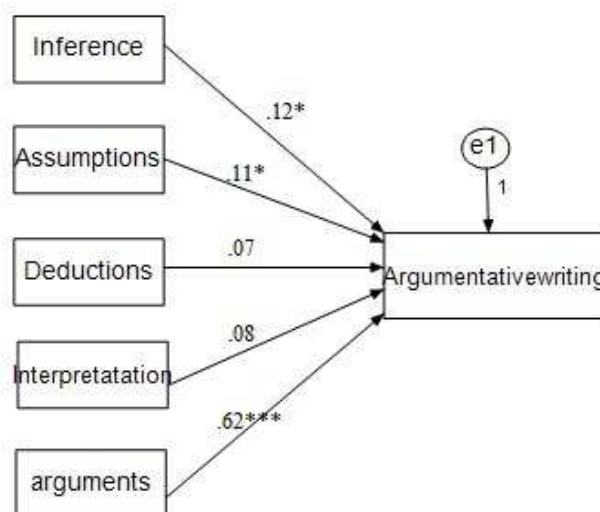 Inference
.12*
e1
Assumptions
.11*
1
Deductions
.07
Argumentativewriting
Interpretatation
.08
.62***
arguments